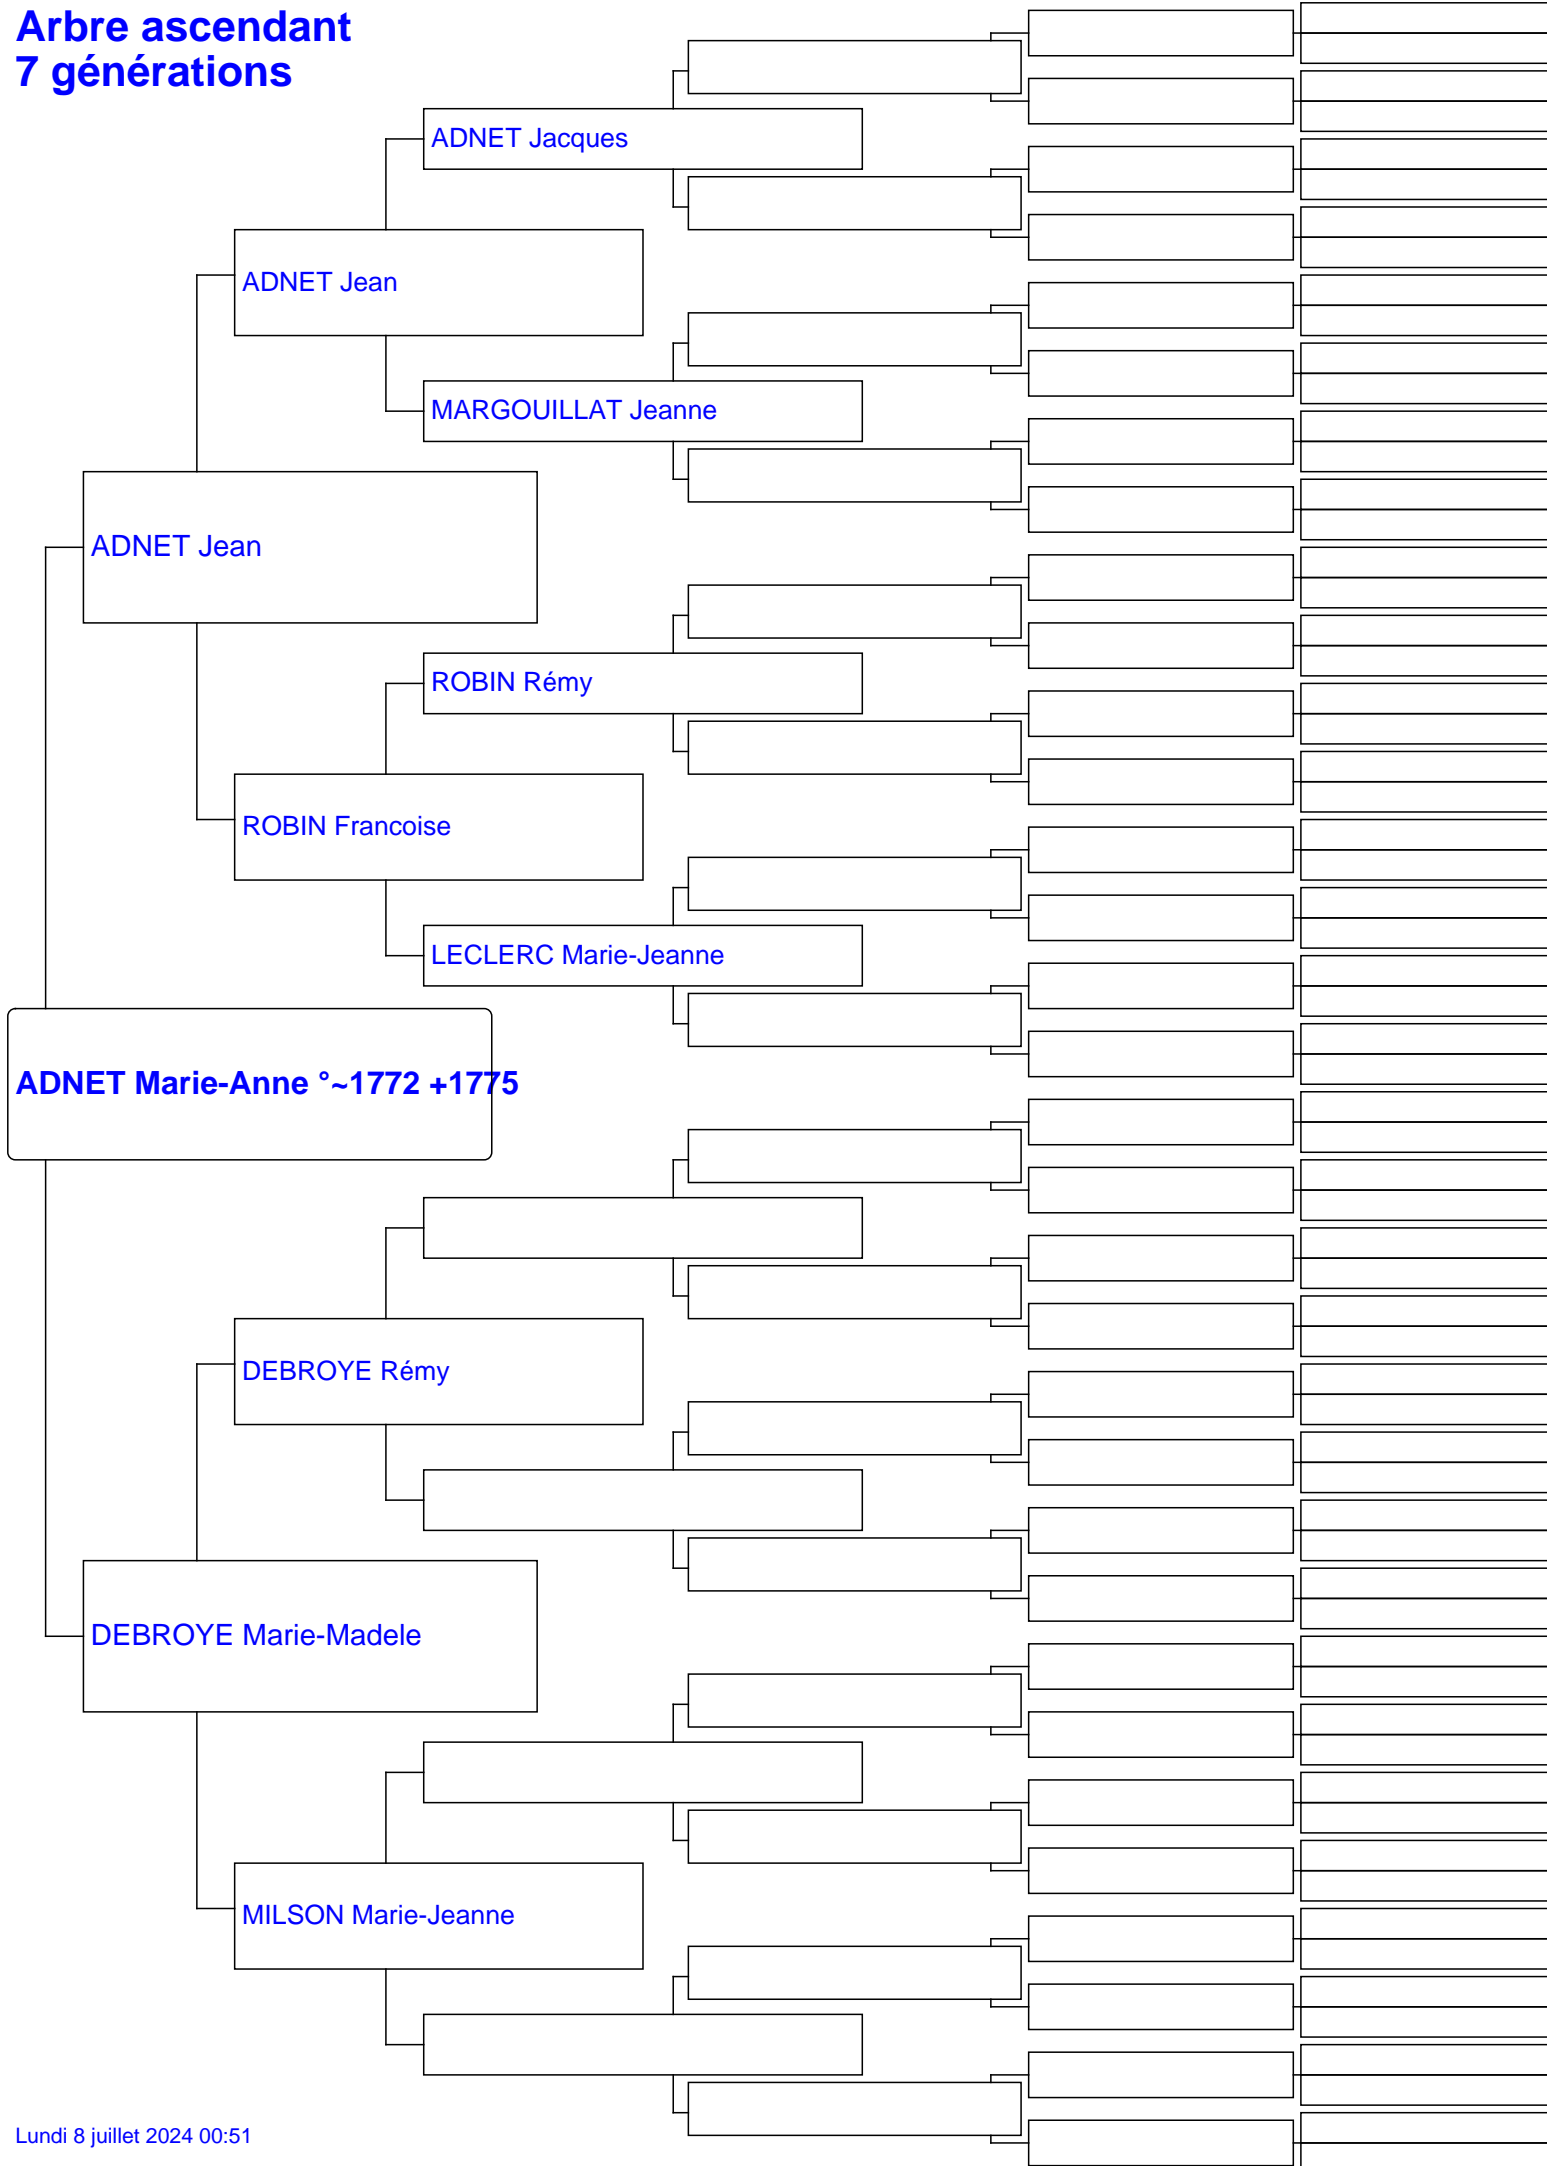 Arbre ascendant
7 générations
ADNET Jacques
ADNET Jean
MARGOUILLAT Jeanne
ADNET Jean
ROBIN Rémy
ROBIN Francoise
LECLERC Marie-Jeanne
ADNET Marie-Anne °~1772 +1775
DEBROYE Rémy
DEBROYE Marie-Madele
MILSON Marie-Jeanne
Lundi 8 juillet 2024 00:51